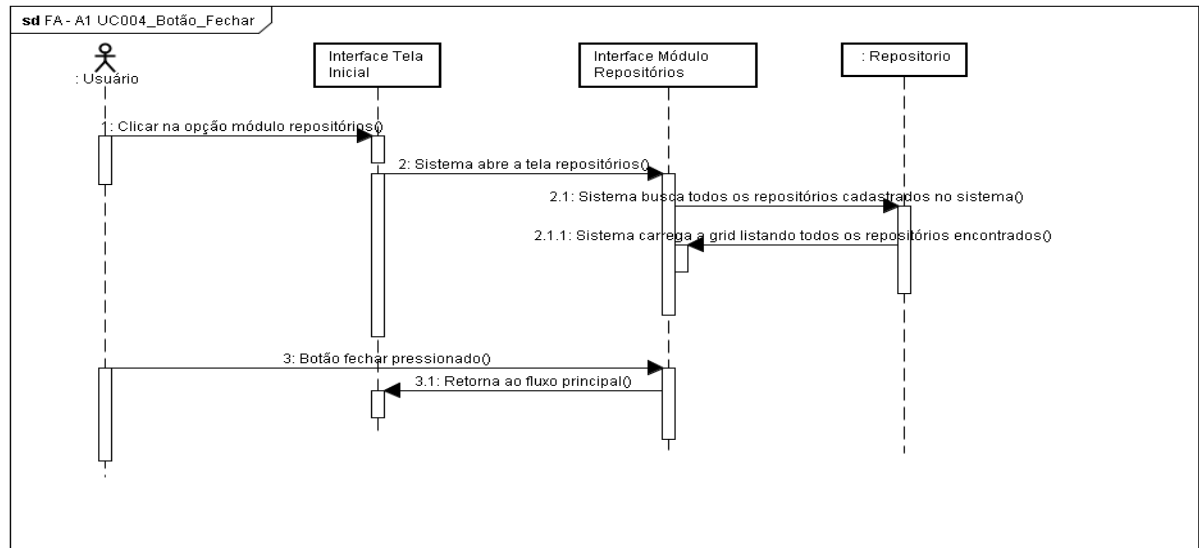 sd FA - A1 UC004_Botão_Fechar
: Usuário
Interface Tela
Inicial
Interface Módulo
Repositórios
: Repositorio
1: Clicar na opção módulo repositórios()
2: Sistema abre a tela repositórios()
2.1: Sistema busca todos os repositórios cadastrados no sistema()
2.1.1: Sistema carrega a grid listando todos os repositórios encontrados()
3: Botão fechar pressionado()
3.1: Retorna ao fluxo principal()